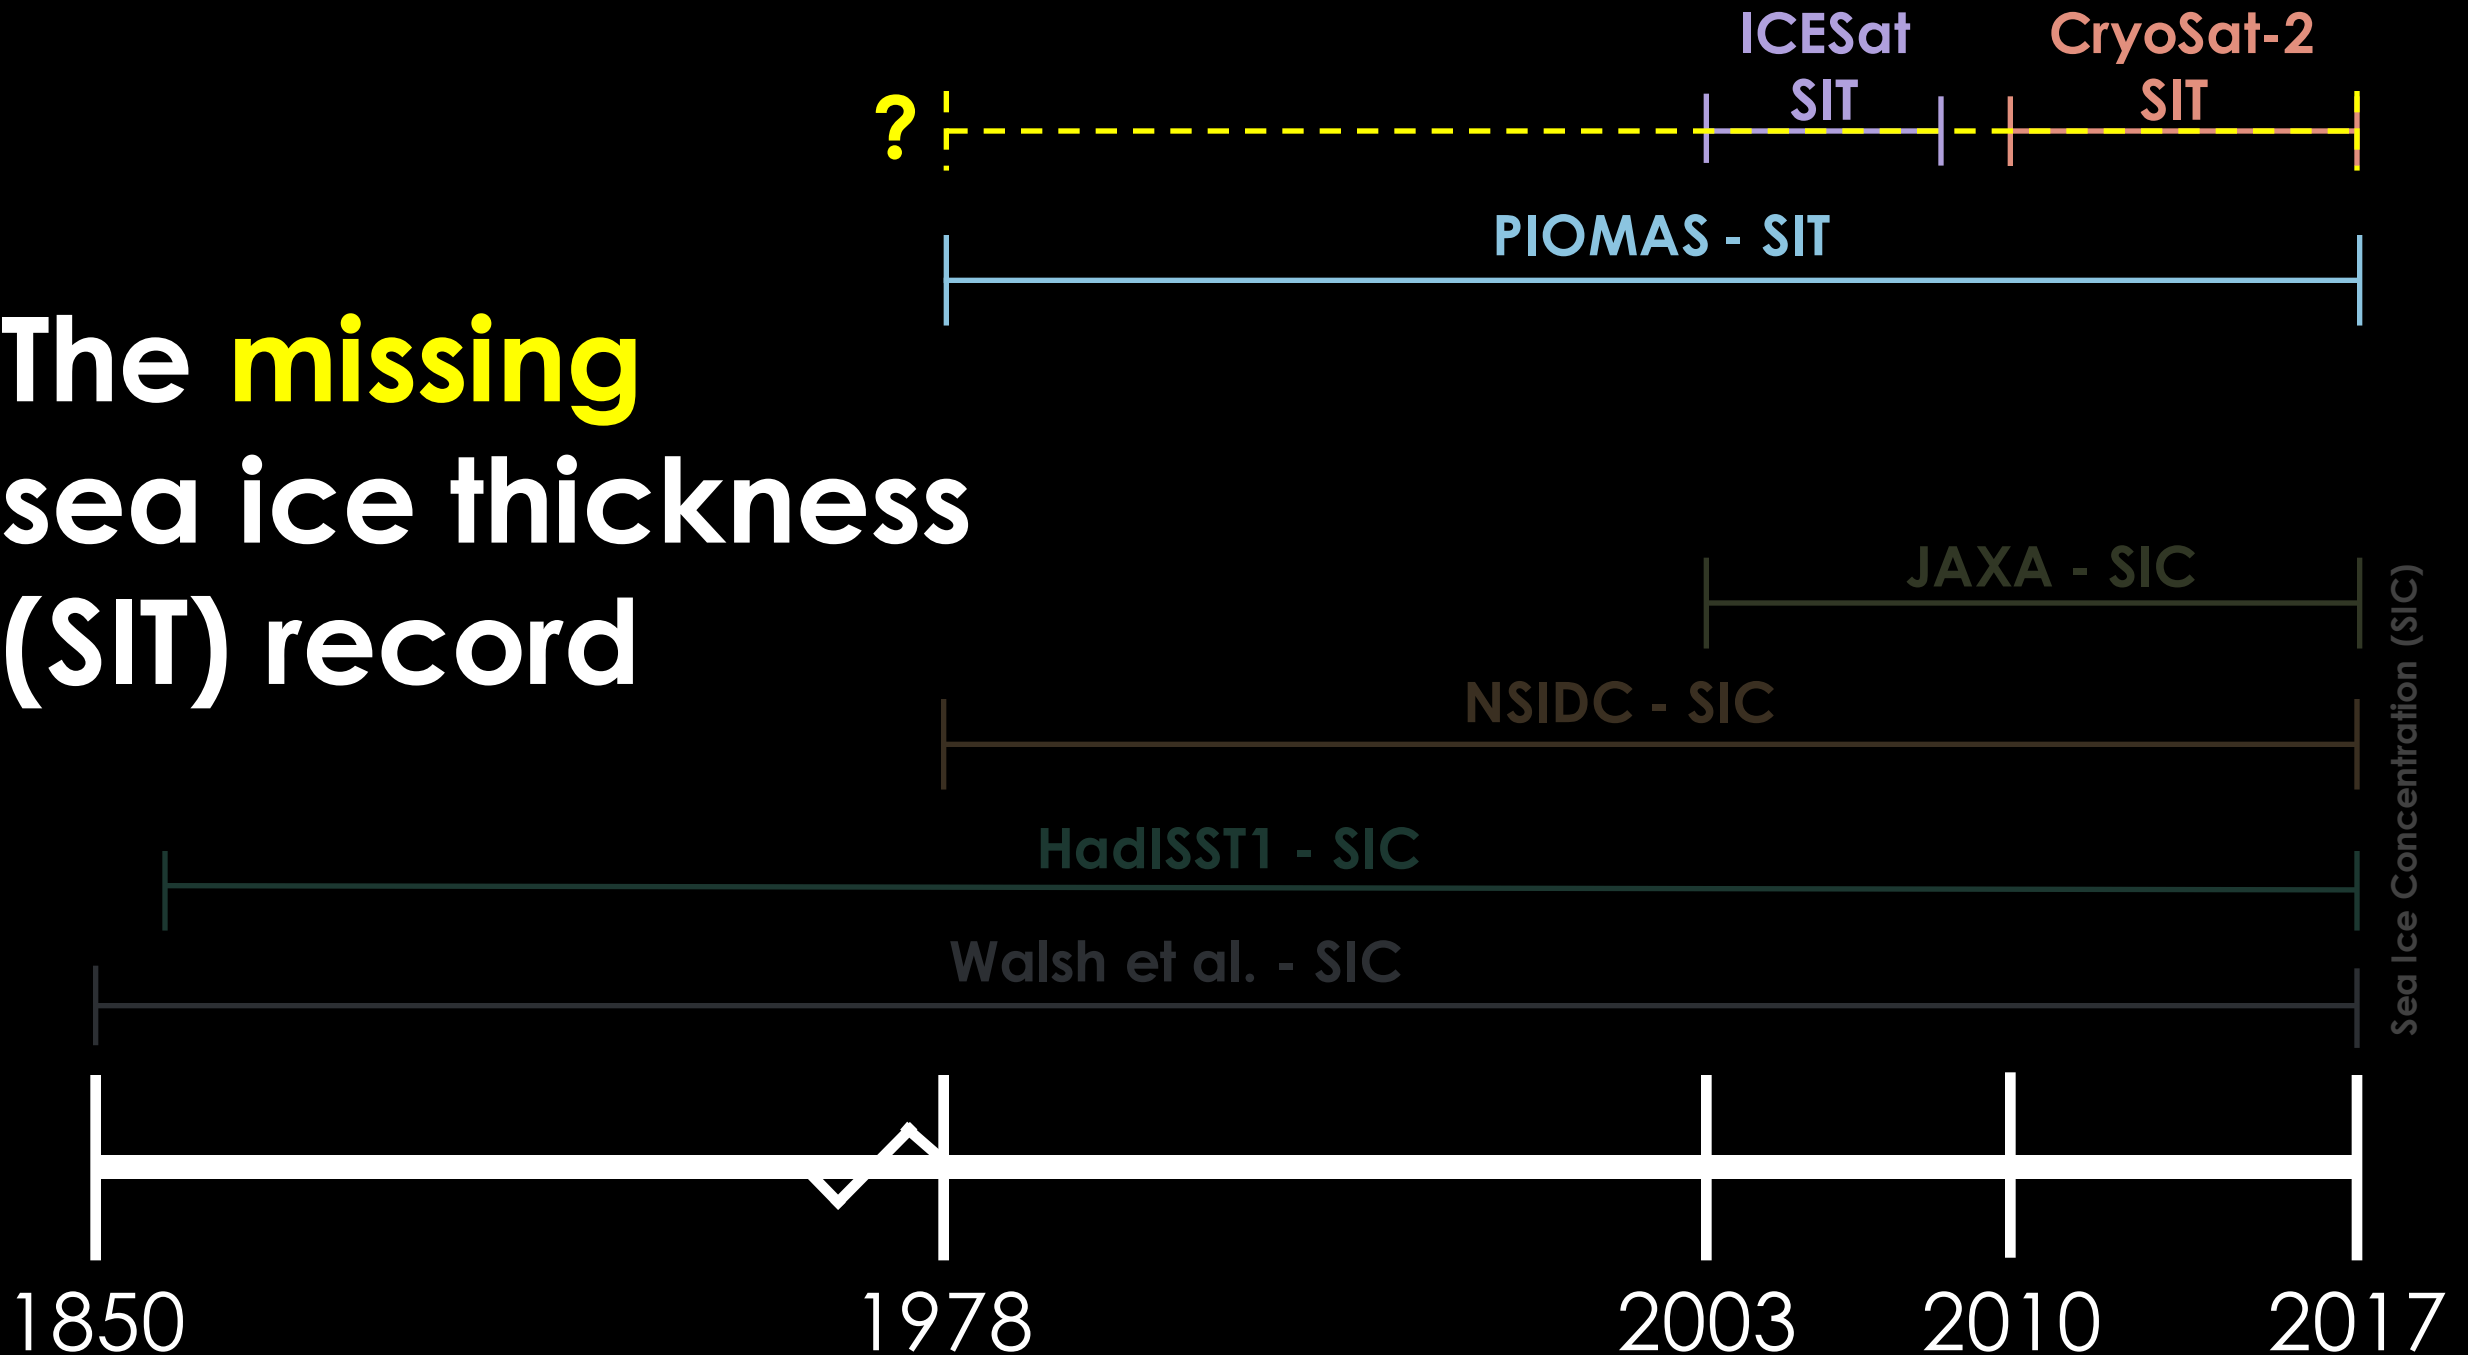 ICESat
SIT
CryoSat-2
SIT
?
PIOMAS - SIT
The missing
sea ice thickness
(SIT) record
JAXA - SIC
NSIDC - SIC
HadISST1 - SIC
Walsh et al. - SIC
Sea Ice Concentration (SIC)
1850
1978
2003
2010
2017